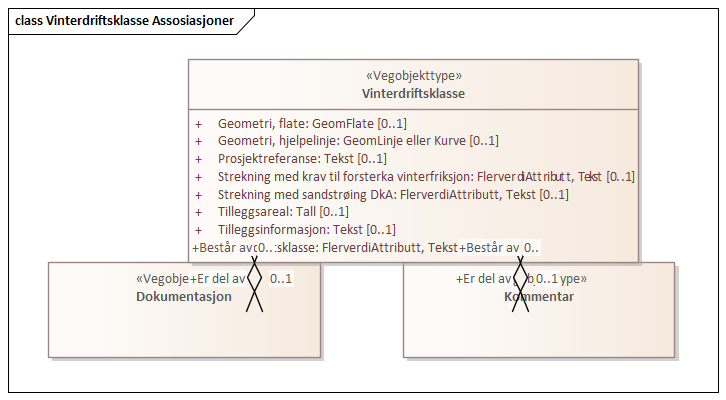 class Vinterdriftsklasse Assosiasjoner
«Vegobjekttype»
Vinterdriftsklasse
+ Geometri, flate: GeomFlate [0..1]
+ Geometri, hjelpelinje: GeomLinje eller Kurve [0..1]
+ Prosjektreferanse: Tekst [0..1]
+ Strekning med krav til forsterka vinterfriksjon: FlerverdiAttributt, Tekst [0..1]
+ Strekning med sandstrøing DkA: FlerverdiAttributt, Tekst [0..1]
+ Tilleggsareal: Tall [0..1]
+ Tilleggsinformasjon: Tekst [0..1]
+Består av 0.. sklasse: FlerverdiAttributt, Tekst +Består av 0..
«Vegobje +Er del av 0..1
Dokumentasjon
+Er del av 0..1 ype»
Kommentar